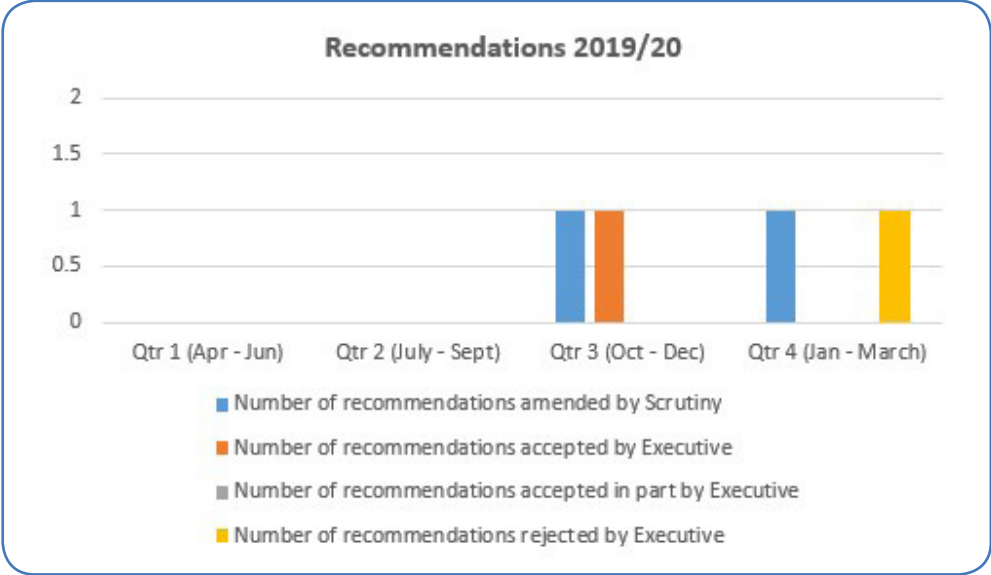 Recommendations 2019/20
2
1.5
1
0.5
0
Qtr 1 (Apr - Jun) Qtr 2 (July - Sept) Qtr 3 (Oct - Dec) Qtr 4 (Jan - March)
Number of recommendations amended by Scrutiny
Number of recommendations accepted by Executive
Number of recommendations accepted in part by Executive
Number of recommendations rejected by Executive